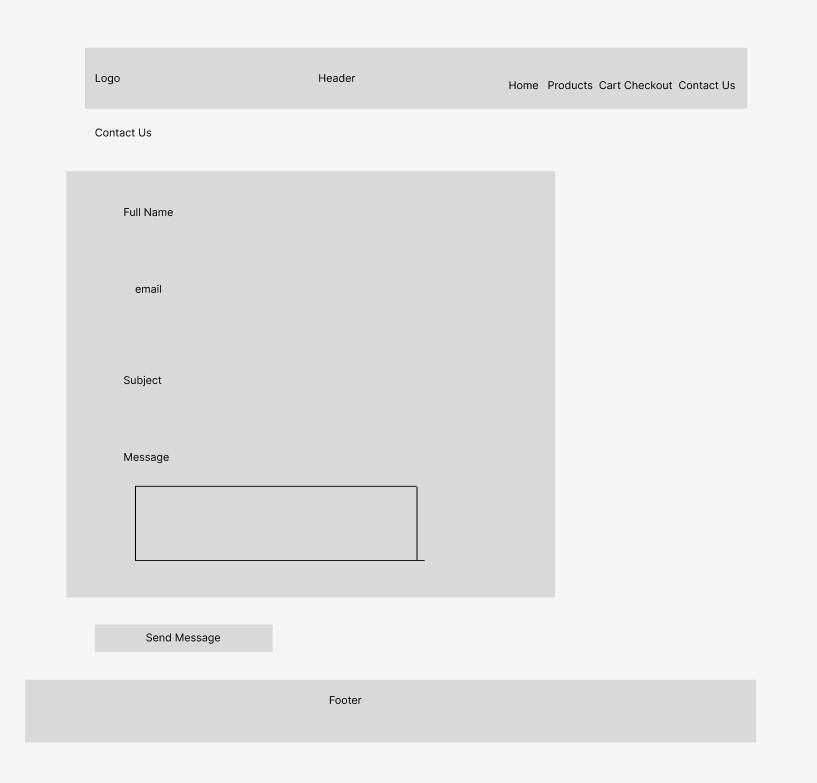 Logo
Header
Home Products Cart Checkout Contact Us
Contact Us
Full Name
email
Subject
Message
Send Message
Footer